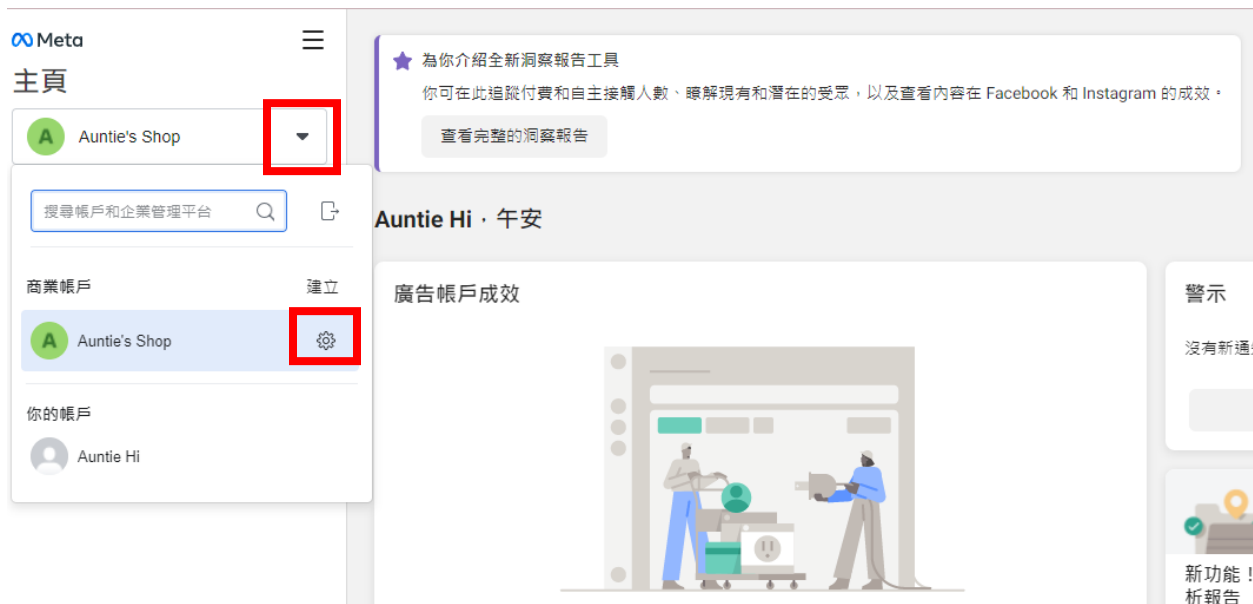 Meta
主頁
A Auntie's Shop
搜尋帳戶和企業管理平台
商業帳戶 建立
A Auntie's Shop
你的帳戶
Auntie Hi
為你介紹全新洞察報告工具
你可在此追蹤付費和自主接觸人數、瞭解現有和潛在的受眾，以及查看內容在 Facebook 和 Instagram 的成效。
查看完整的洞察報告
Auntie Hi，午安
廣告帳戶成效
警示
沒有新通
新功能！
析報告